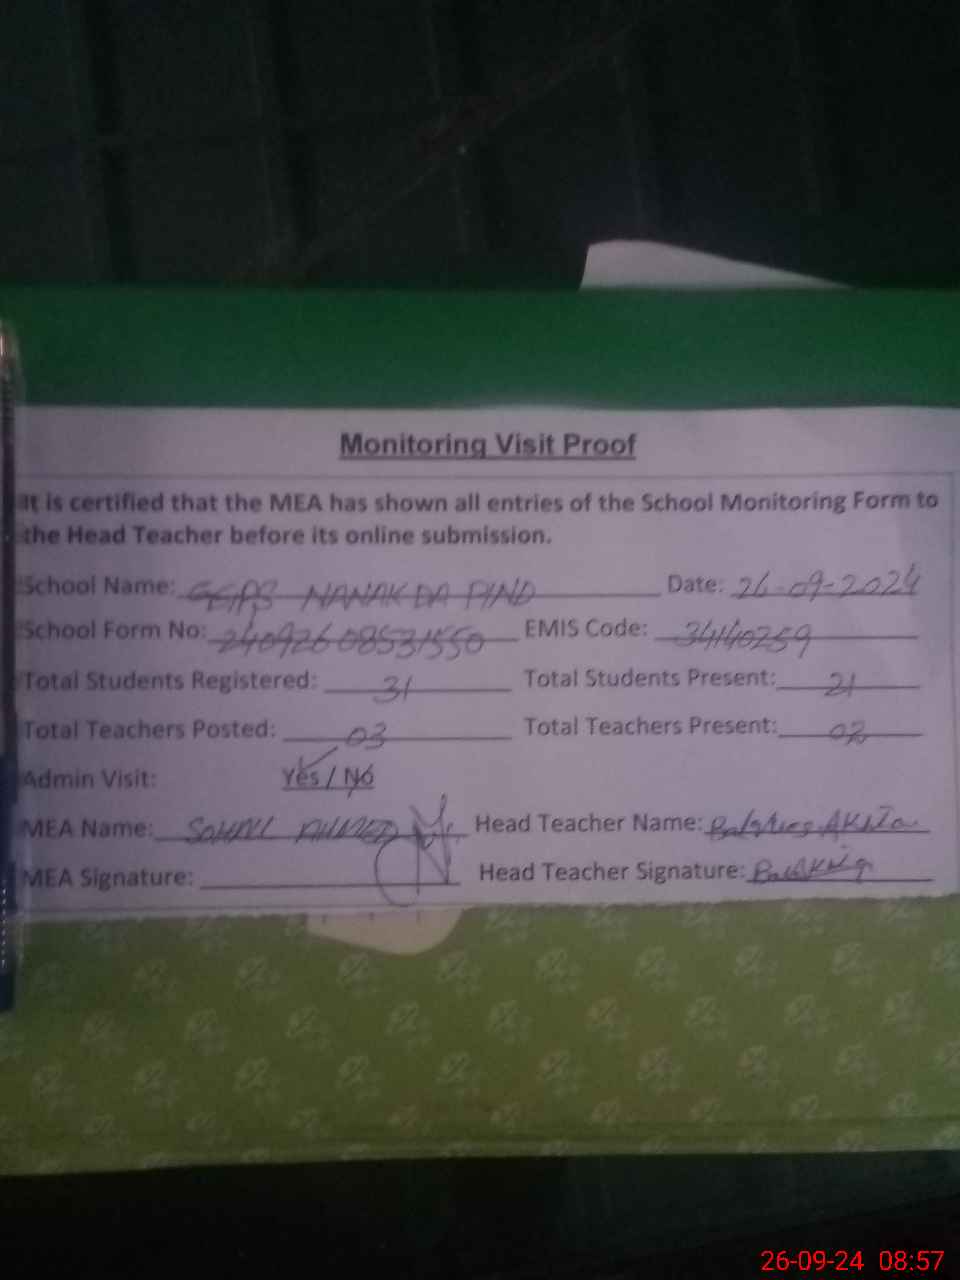 Monitoring Visit Proof
It is certified that the MEA has shown all entries of the School Monitoring Form to
the Head Teacher before its online submission.
School Name: GGPS NANAK DA PIND Date: 26-09-2024
School Form No: 24092608531550 EMIS Code: 34140259
Total Students Registered: 31 Total Students Present: 21
Total Teachers Posted: 03 Total Teachers Present: 02
Admin Visit: Yes / No
MEA Name: SOHAIL AHMED Head Teacher Name:
MEA Signature: Head Teacher Signature:
26-09-24 08:57